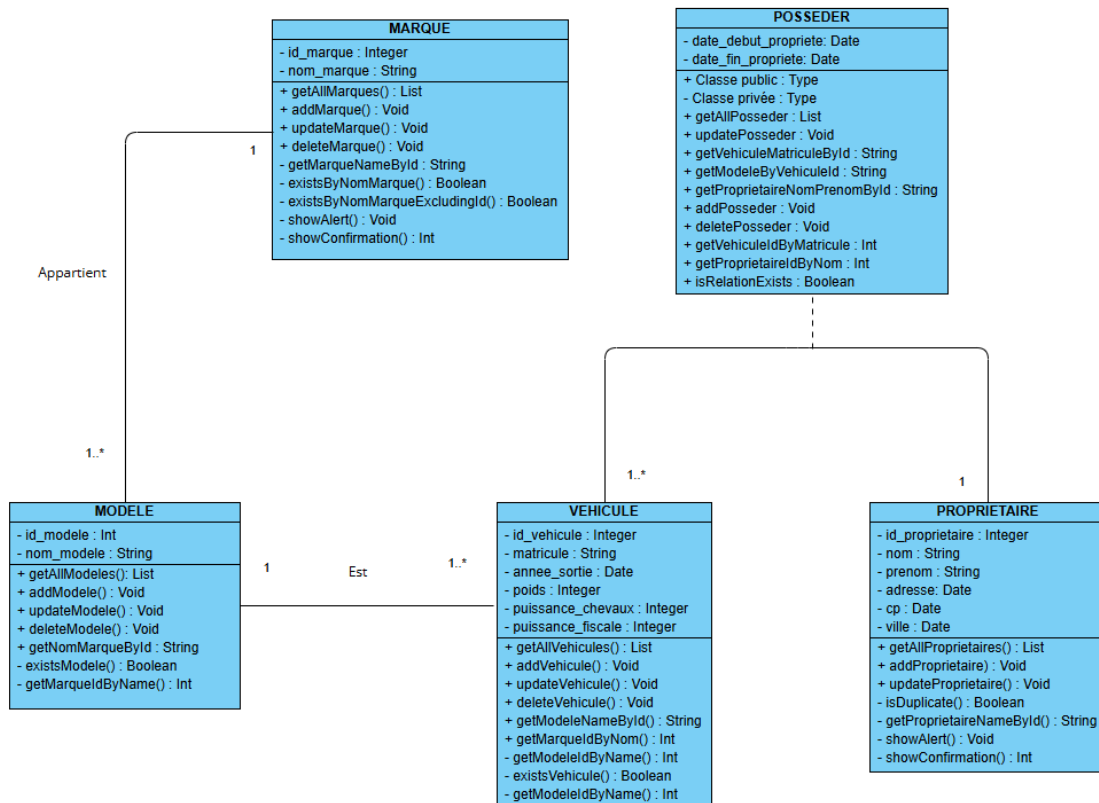 MARQUE
- id_marque : Integer
- nom_marque : String
+ getAllMarques() : List
+ addMarque() : Void
+ updateMarque() : Void
+ deleteMarque() : Void
- getMarqueNameById() : String
- existsByNomMarque() : Boolean
- existsByNomMarqueExcludingId() : Boolean
- showAlert() : Void
- showConfirmation() : Int
POSSEDER
- date_debut_propriete: Date
- date_fin_propriete: Date
+ Classe public : Type
- Classe privée : Type
+ getAllPosseder : List
+ updatePosseder : Void
+ getVehiculeMatriculeById : String
+ getModeleByVehiculeId : String
+ getProprietaireNomPrenomById : String
+ addPosseder : Void
+ deletePosseder : Void
+ getVehiculeIdByMatricule : Int
+ getProprietaireIdByNom : Int
+ isRelationExists : Boolean
1
Appartient
1..*
1..*
1
MODELE
- id_modele : Int
- nom_modele : String
+ getAllModeles(): List
+ addModele() : Void
+ updateModele() : Void
+ deleteModele() : Void
+ getNomMarqueById() : String
- existsModele() : Boolean
- getMarqueIdByName() : Int
1
Est
1..*
VEHICULE
- id_vehicule : Integer
- matricule : String
- annee_sortie : Date
- poids : Integer
- puissance_chevaux : Integer
- puissance_fiscale : Integer
+ getAllVehicules() : List
+ addVehicule() : Void
+ updateVehicule() : Void
+ deleteVehicule() : Void
+ getModeleNameById() : String
+ getMarqueIdByNom() : Int
- getModeleIdByName() : Int
- existsVehicule() : Boolean
- getModeleIdByName() : Int
PROPRIETAIRE
- id_proprietaire : Integer
- nom : String
- prenom : String
- adresse: Date
- cp : Date
- ville : Date
+ getAllProprietaires() : List
+ addProprietaire) : Void
+ updateProprietaire() : Void
- isDuplicate() : Boolean
- getProprietaireNameById() : String
- showAlert() : Void
- showConfirmation() : Int